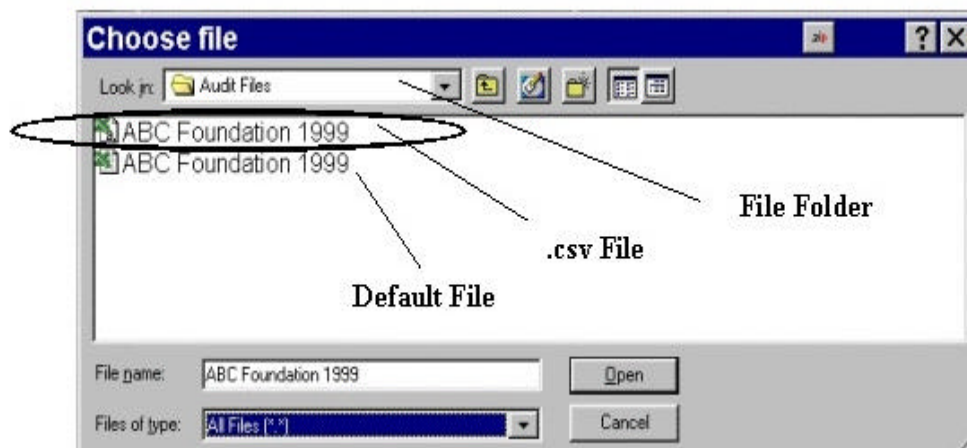 Choose file
Look in: Audit Files
ABC Foundation 1999
ABC Foundation 1999
File Folder
.csv File
Default File
File name: ABC Foundation 1999 Open
Files of type: All Files (*.*) Cancel